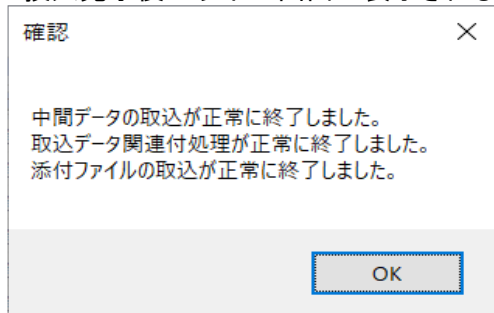 確認
中間データの取込が正常に終了しました。
取込データ関連付処理が正常に終了しました。
添付ファイルの取込が正常に終了しました。
OK